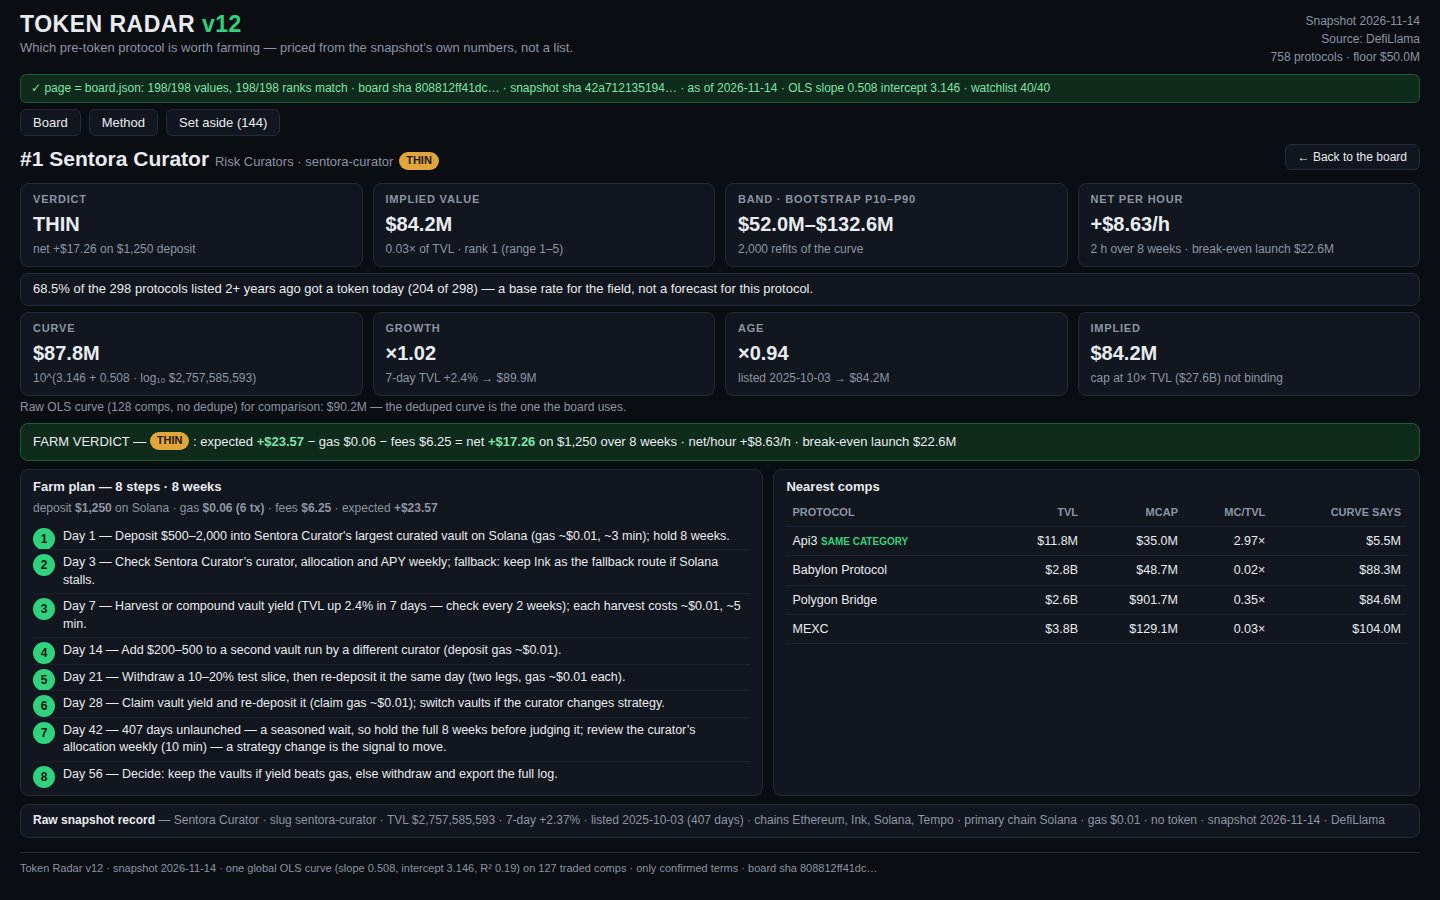 TOKEN RADAR v12
Which pre-token protocol is worth farming — priced from the snapshot's own numbers, not a list.
Snapshot 2026-11-14
Source: DefiLlama
758 protocols · floor $50.0M
✓ page = board.json: 198/198 values, 198/198 ranks match · board sha 808812ff41dc… · snapshot sha 42a712135194… · as of 2026-11-14 · OLS slope 0.508 intercept 3.146 · watchlist 40/40
Board
Method
Set aside (144)
#1 Sentora Curator Risk Curators · sentora-curator THIN
← Back to the board
VERDICT
THIN
net +$17.26 on $1,250 deposit
IMPLIED VALUE
$84.2M
0.03× of TVL · rank 1 (range 1–5)
BAND · BOOTSTRAP P10–P90
$52.0M–$132.6M
2,000 refits of the curve
NET PER HOUR
+$8.63/h
2 h over 8 weeks · break-even launch $22.6M
68.5% of the 298 protocols listed 2+ years ago got a token today (204 of 298) — a base rate for the field, not a forecast for this protocol.
CURVE
$87.8M
10^(3.146 + 0.508 · log₁₀ $2,757,585,593)
GROWTH
×1.02
7-day TVL +2.4% → $89.9M
AGE
×0.94
listed 2025-10-03 → $84.2M
IMPLIED
$84.2M
cap at 10× TVL ($27.6B) not binding
Raw OLS curve (128 comps, no dedupe) for comparison: $90.2M — the deduped curve is the one the board uses.
FARM VERDICT — THIN : expected +$23.57 − gas $0.06 − fees $6.25 = net +$17.26 on $1,250 over 8 weeks · net/hour +$8.63/h · break-even launch $22.6M
Farm plan — 8 steps · 8 weeks
deposit $1,250 on Solana · gas $0.06 (6 tx) · fees $6.25 · expected +$23.57
1 Day 1 — Deposit $500–2,000 into Sentora Curator's largest curated vault on Solana (gas ~$0.01, ~3 min); hold 8 weeks.
2 Day 3 — Check Sentora Curator’s curator, allocation and APY weekly; fallback: keep Ink as the fallback route if Solana
stalls.
3 Day 7 — Harvest or compound vault yield (TVL up 2.4% in 7 days — check every 2 weeks); each harvest costs ~$0.01, ~5
min.
4 Day 14 — Add $200–500 to a second vault run by a different curator (deposit gas ~$0.01).
5 Day 21 — Withdraw a 10–20% test slice, then re-deposit it the same day (two legs, gas ~$0.01 each).
6 Day 28 — Claim vault yield and re-deposit it (claim gas ~$0.01); switch vaults if the curator changes strategy.
7 Day 42 — 407 days unlaunched — a seasoned wait, so hold the full 8 weeks before judging it; review the curator’s
allocation weekly (10 min) — a strategy change is the signal to move.
8 Day 56 — Decide: keep the vaults if yield beats gas, else withdraw and export the full log.
Nearest comps
PROTOCOL TVL MCAP MC/TVL CURVE SAYS
Api3 SAME CATEGORY $11.8M $35.0M 2.97× $5.5M
Babylon Protocol $2.8B $48.7M 0.02× $88.3M
Polygon Bridge $2.6B $901.7M 0.35× $84.6M
MEXC $3.8B $129.1M 0.03× $104.0M
Raw snapshot record — Sentora Curator · slug sentora-curator · TVL $2,757,585,593 · 7-day +2.37% · listed 2025-10-03 (407 days) · chains Ethereum, Ink, Solana, Tempo · primary chain Solana · gas $0.01 · no token · snapshot 2026-11-14 · DefiLlama
Token Radar v12 · snapshot 2026-11-14 · one global OLS curve (slope 0.508, intercept 3.146, R² 0.19) on 127 traded comps · only confirmed terms · board sha 808812ff41dc…